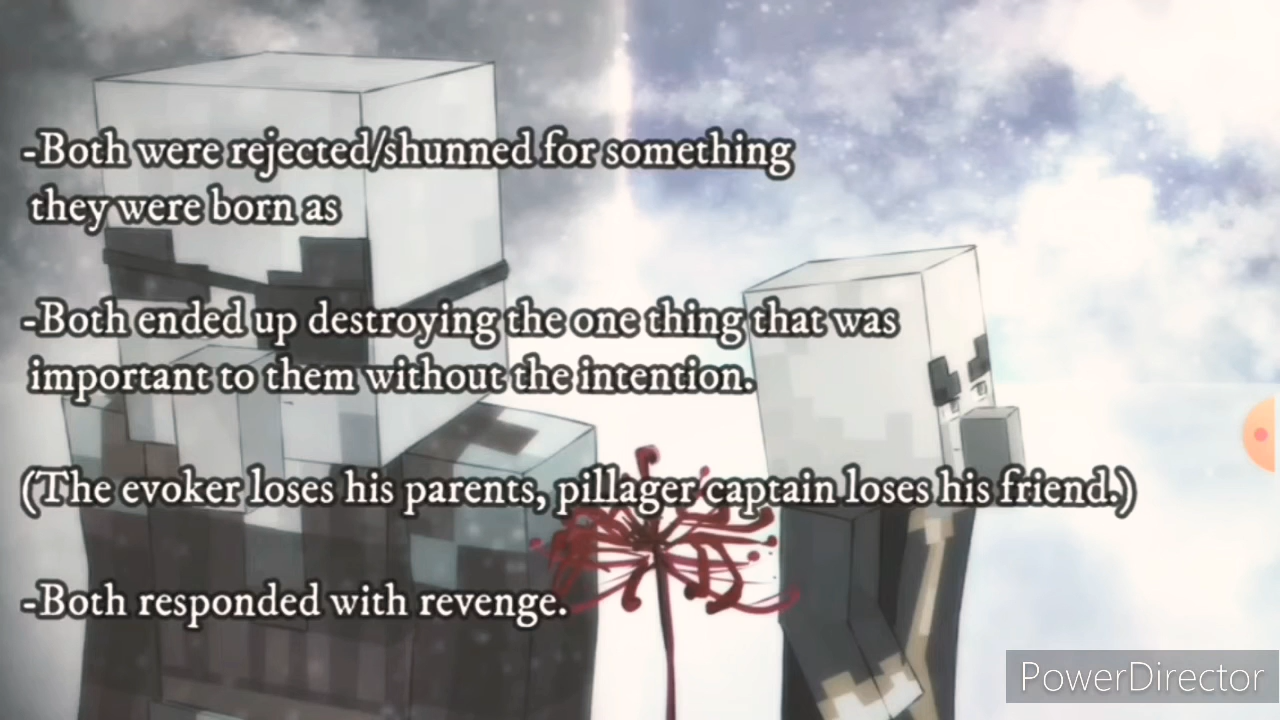 -Both were rejected/shunned for something
they were born as
-Both ended up destroying the one thing that was
important to them without the intention.
(The evoker loses his parents, pillager captain loses his friend.)
-Both responded with revenge.
PowerDirector